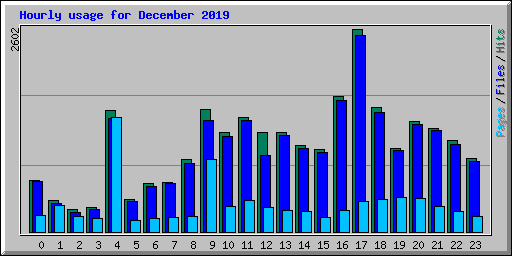 Hourly usage for December 2019
2602
Pages / Files / Hits
0 1 2 3 4 5 6 7 8 9 10 11 12 13 14 15 16 17 18 19 20 21 22 23